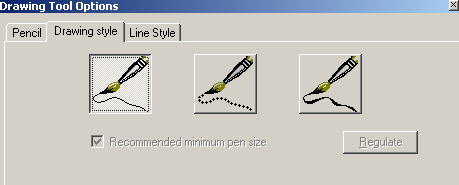 Drawing Tool Options
Pencil Drawing style Line Style
Recommended minimum pen size Regulate